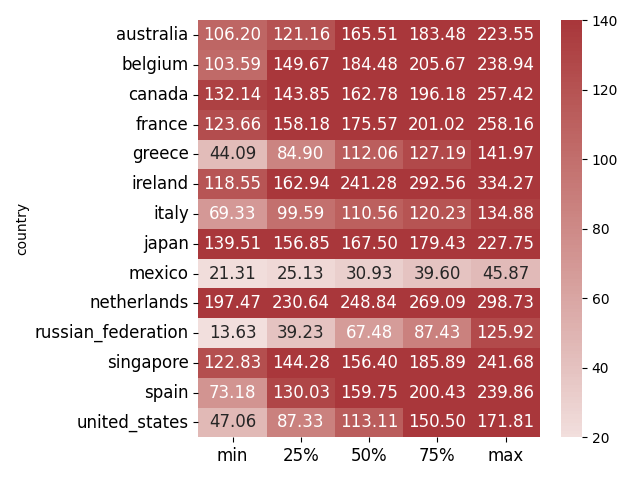 australia 106.20 121.16 165.51 183.48 223.55
belgium 103.59 149.67 184.48 205.67 238.94
canada 132.14 143.85 162.78 196.18 257.42
france 123.66 158.18 175.57 201.02 258.16
greece 44.09 84.90 112.06 127.19 141.97
ireland 118.55 162.94 241.28 292.56 334.27
italy 69.33 99.59 110.56 120.23 134.88
japan 139.51 156.85 167.50 179.43 227.75
mexico 21.31 25.13 30.93 39.60 45.87
netherlands 197.47 230.64 248.84 269.09 298.73
russian_federation 13.63 39.23 67.48 87.43 125.92
singapore 122.83 144.28 156.40 185.89 241.68
spain 73.18 130.03 159.75 200.43 239.86
united_states 47.06 87.33 113.11 150.50 171.81
min 25% 50% 75% max
country
140
120
100
80
60
40
20